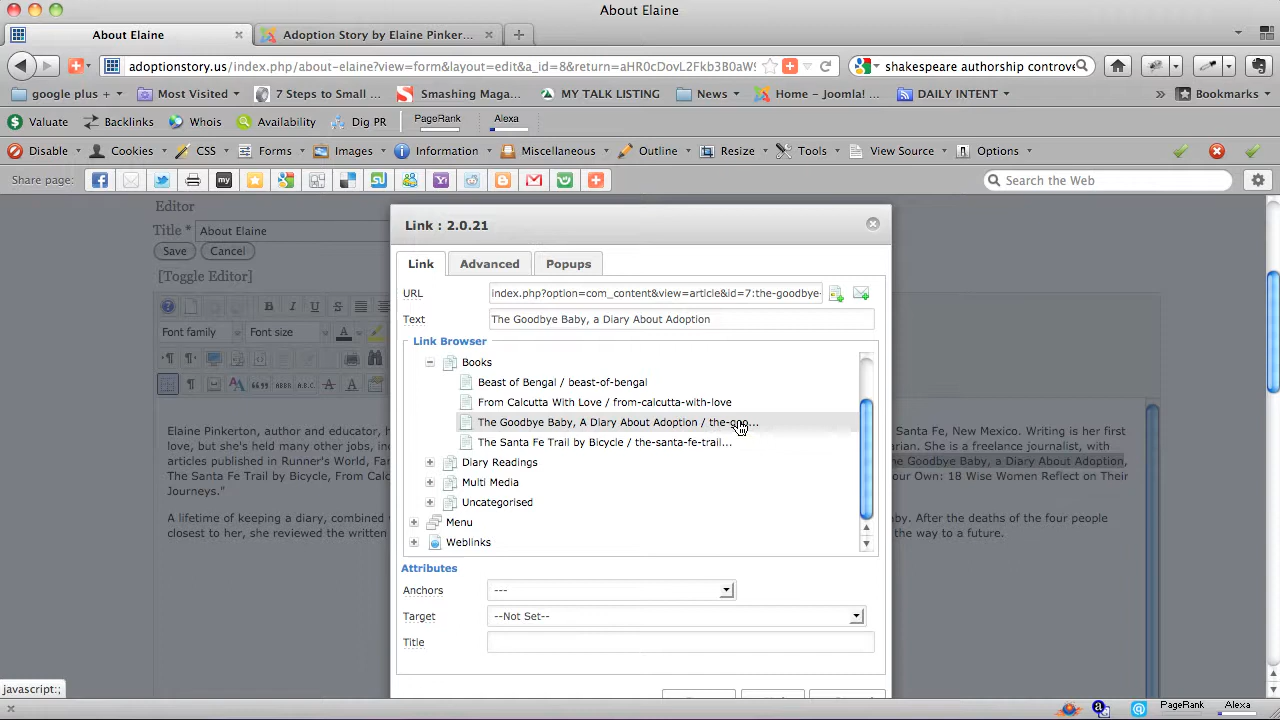 About Elaine
About Elaine
Adoption Story by Elaine Pinker...
adoptionstory.us/index.php/about-elaine?view=form&layout=edit&a_id=8&return=aHR0cDovL2Fkb3B0aW9
shakespeare authorship controve
google plus +
Most Visited
7 Steps to Small ...
Smashing Maga...
MY TALK LISTING
News
Home – Joomla! ...
DAILY INTENT
»
Bookmarks
Valuate
Backlinks
Whois
Availability
Dig PR
PageRank
Alexa
Disable
Cookies
CSS
Forms
Images
Information
Miscellaneous
Outline
Resize
Tools
View Source
Options
Share page:
my
Search the Web
Editor
Title *
About Elaine
Save
Cancel
[Toggle Editor]
Font family
Font size
Link : 2.0.21
Link
Advanced
Popups
URL
index.php?option=com_content&view=article&id=7:the-goodbye-
Text
The Goodbye Baby, a Diary About Adoption
Link Browser
Books
Beast of Bengal / beast-of-bengal
From Calcutta With Love / from-calcutta-with-love
The Goodbye Baby, A Diary About Adoption / the-goo...
The Santa Fe Trail by Bicycle / the-santa-fe-trail...
Diary Readings
Multi Media
Uncategorised
Menu
Weblinks
Attributes
Anchors
---
Target
--Not Set--
Title
Elaine Pinkerton, author and educator, h
Santa Fe, New Mexico. Writing is her first
love, but she's held many other jobs, in
arian. She is a freelance journalist, with
articles published in Runner's World, Far
he Goodbye Baby, a Diary About Adoption,
The Santa Fe Trail by Bicycle, From Calcu
our Own: 18 Wise Women Reflect on Their
Journeys."
A lifetime of keeping a diary, combined
by. After the deaths of the four people
closest to her, she reviewed the written
the way to a future.
javascript:;
PageRank
Alexa